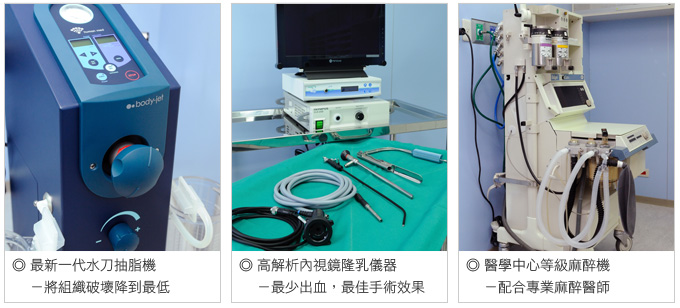 body-jet
◎ 最新一代水刀抽脂機
－將組織破壞降到最低
◎ 高解析內視鏡隆乳儀器
－最少出血，最佳手術效果
◎ 醫學中心等級麻醉機
－配合專業麻醉醫師